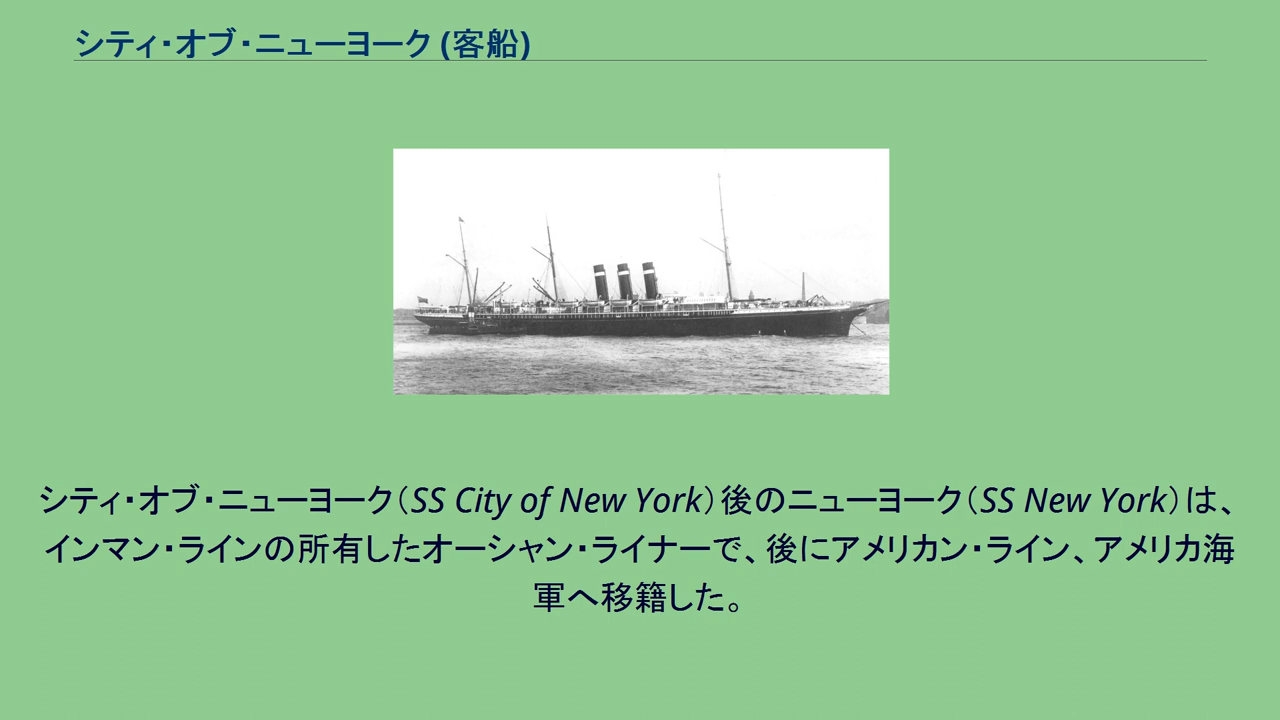 シティ・オブ・ニューヨーク (客船)
シティ・オブ・ニューヨーク（SS City of New York）後のニューヨーク（SS New York）は、
インマン・ラインの所有したオーシャン・ライナーで、後にアメリカン・ライン、アメリカ海
軍へ移籍した。